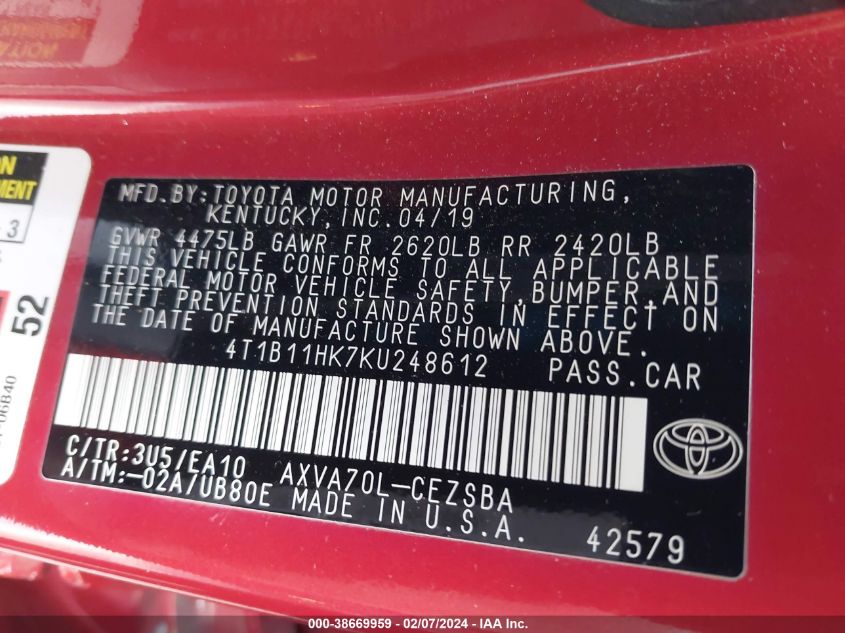 MFD.BY:TOYOTA MOTOR MANUFACTURING,
KENTUCKY,INC.04/19
GVWR 4475LB GAWR FR 2620LB RR 2420LB
THIS VEHICLE CONFORMS TO ALL APPLICABLE
FEDERAL MOTOR VEHICLE SAFETY,BUMPER,AND
THEFT PREVENTION STANDARDS IN EFFECT ON
THE DATE OF MANUFACTURE SHOWN ABOVE.
4T1B11HK7KU248612 PASS.CAR
C/TR:3U5/EA10 AXVA70L-CEZSBA
A/TM:-02A/UB80E MADE IN U.S.A.
42579
52
06B40
000-38669959 - 02/07/2024 - © IAA, LLC